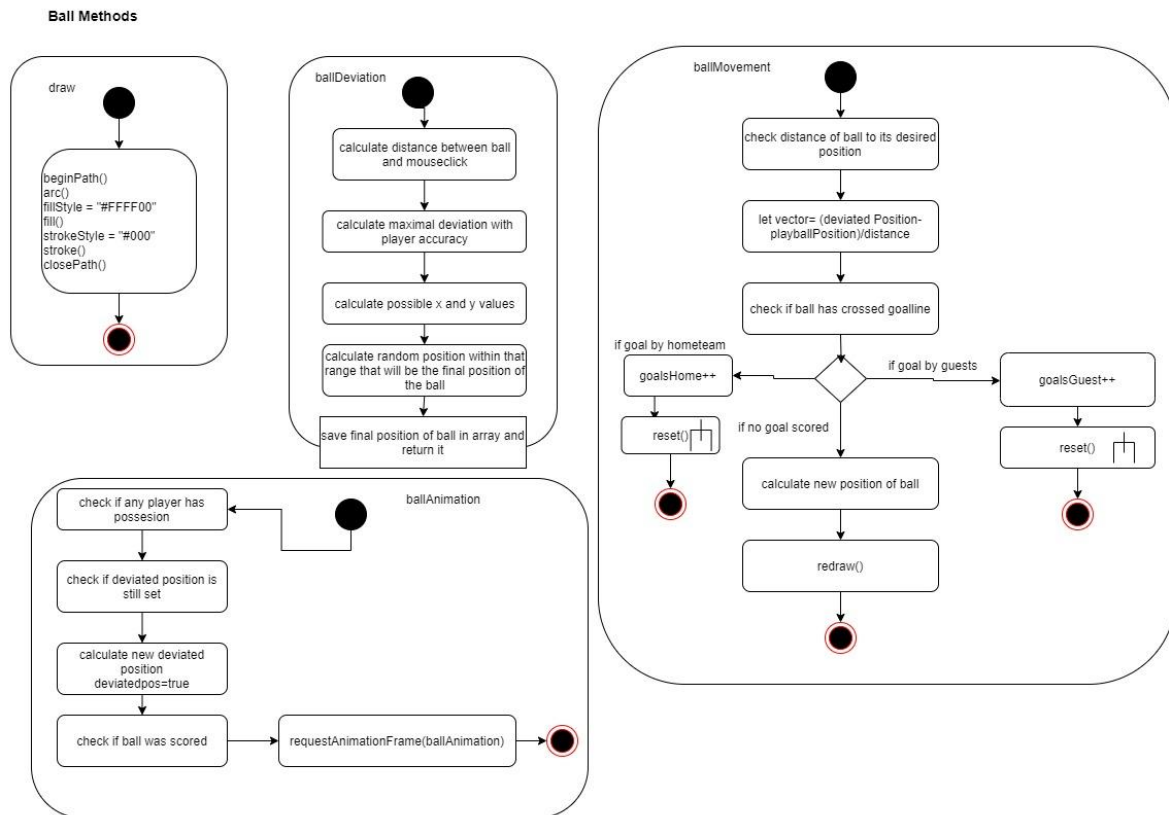 Ball Methods
draw
beginPath()
arc()
fillStyle = "#FFFF00"
fill()
strokeStyle = "#000"
stroke()
closePath()
ballDeviation
calculate distance between ball
and mouseclick
calculate maximal deviation with
player accuracy
calculate possible x and y values
calculate random position within that
range that will be the final position of
the ball
save final position of ball in array and
return it
ballMovement
check distance of ball to its desired
position
let vector= (deviated Position-
playballPosition)/distance
check if ball has crossed goalline
if goal by hometeam
goalsHome++
reset()
if goal by guests
goalsGuest++
reset()
if no goal scored
calculate new position of ball
redraw()
ballAnimation
check if any player has
possesion
check if deviated position is
still set
calculate new deviated
position
deviatedpos=true
check if ball was scored
requestAnimationFrame(ballAnimation)